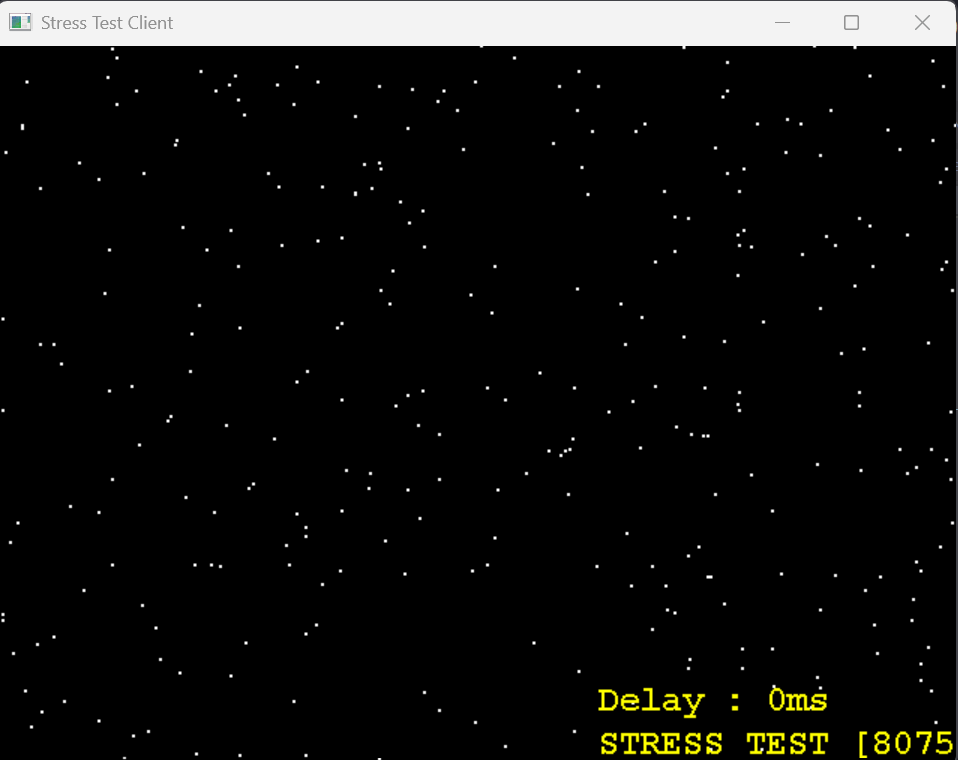 Stress Test Client
Delay : 0ms
STRESS TEST [8075